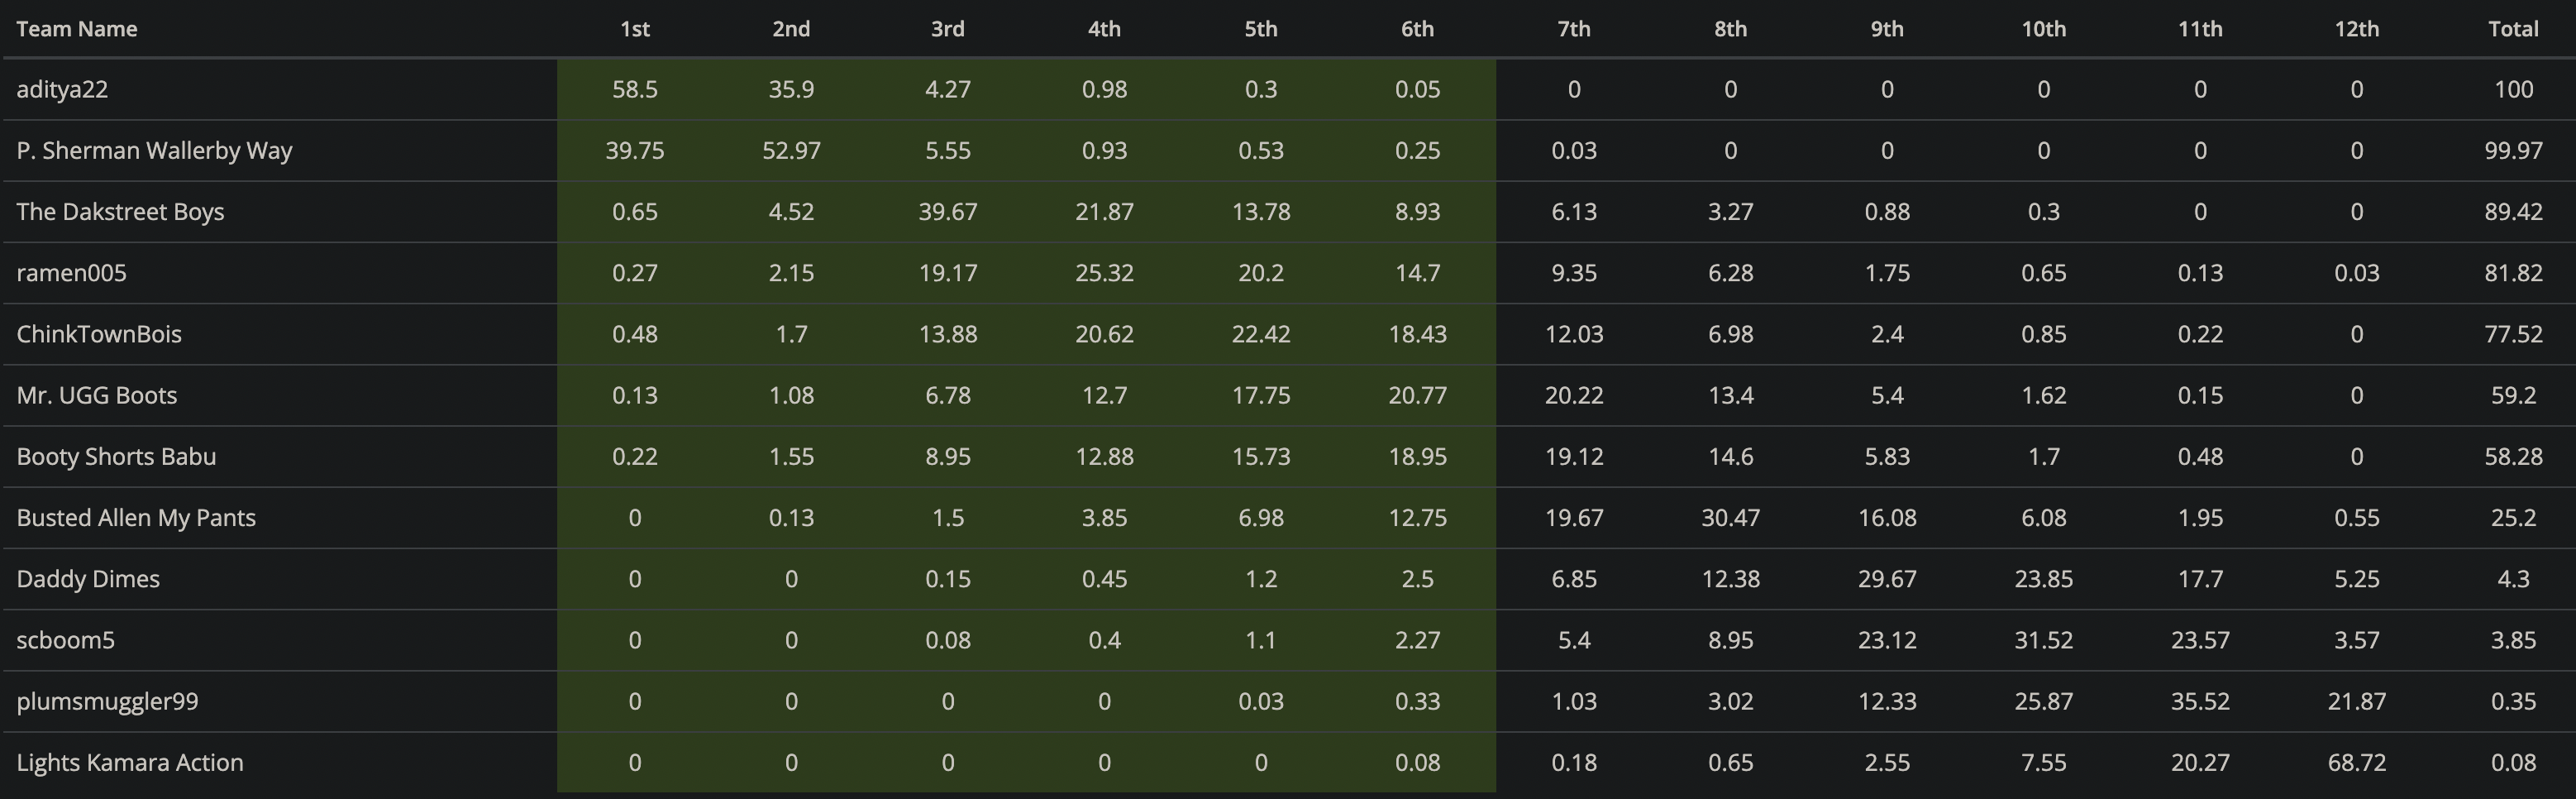 Team Name 1st 2nd 3rd 4th 5th 6th 7th 8th 9th 10th 11th 12th Total
aditya22 58.5 35.9 4.27 0.98 0.3 0.05 0 0 0 0 0 0 100
P. Sherman Wallerby Way 39.75 52.97 5.55 0.93 0.53 0.25 0.03 0 0 0 0 0 99.97
The Dakstreet Boys 0.65 4.52 39.67 21.87 13.78 8.93 6.13 3.27 0.88 0.3 0 0 89.42
ramen005 0.27 2.15 19.17 25.32 20.2 14.7 9.35 6.28 1.75 0.65 0.13 0.03 81.82
ChinkTownBois 0.48 1.7 13.88 20.62 22.42 18.43 12.03 6.98 2.4 0.85 0.22 0 77.52
Mr. UGG Boots 0.13 1.08 6.78 12.7 17.75 20.77 20.22 13.4 5.4 1.62 0.15 0 59.2
Booty Shorts Babu 0.22 1.55 8.95 12.88 15.73 18.95 19.12 14.6 5.83 1.7 0.48 0 58.28
Busted Allen My Pants 0 0.13 1.5 3.85 6.98 12.75 19.67 30.47 16.08 6.08 1.95 0.55 25.2
Daddy Dimes 0 0 0.15 0.45 1.2 2.5 6.85 12.38 29.67 23.85 17.7 5.25 4.3
scboom5 0 0 0.08 0.4 1.1 2.27 5.4 8.95 23.12 31.52 23.57 3.57 3.85
plumsmuggler99 0 0 0 0 0.03 0.33 1.03 3.02 12.33 25.87 35.52 21.87 0.35
Lights Kamara Action 0 0 0 0 0 0.08 0.18 0.65 2.55 7.55 20.27 68.72 0.08